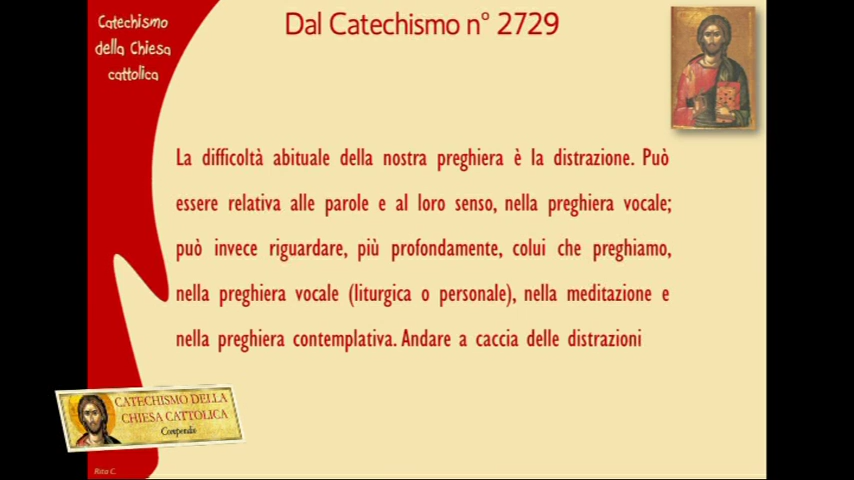 Catechismo
della Chiesa
cattolica
Dal Catechismo n° 2729
La difficoltà abituale della nostra preghiera è la distrazione. Può
essere relativa alle parole e al loro senso, nella preghiera vocale;
può invece riguardare, più profondamente, colui che preghiamo,
nella preghiera vocale (liturgica o personale), nella meditazione e
nella preghiera contemplativa. Andare a caccia delle distrazioni
CATECHISMO DELLA
CHIESA CATTOLICA
Compendio
Rita C.